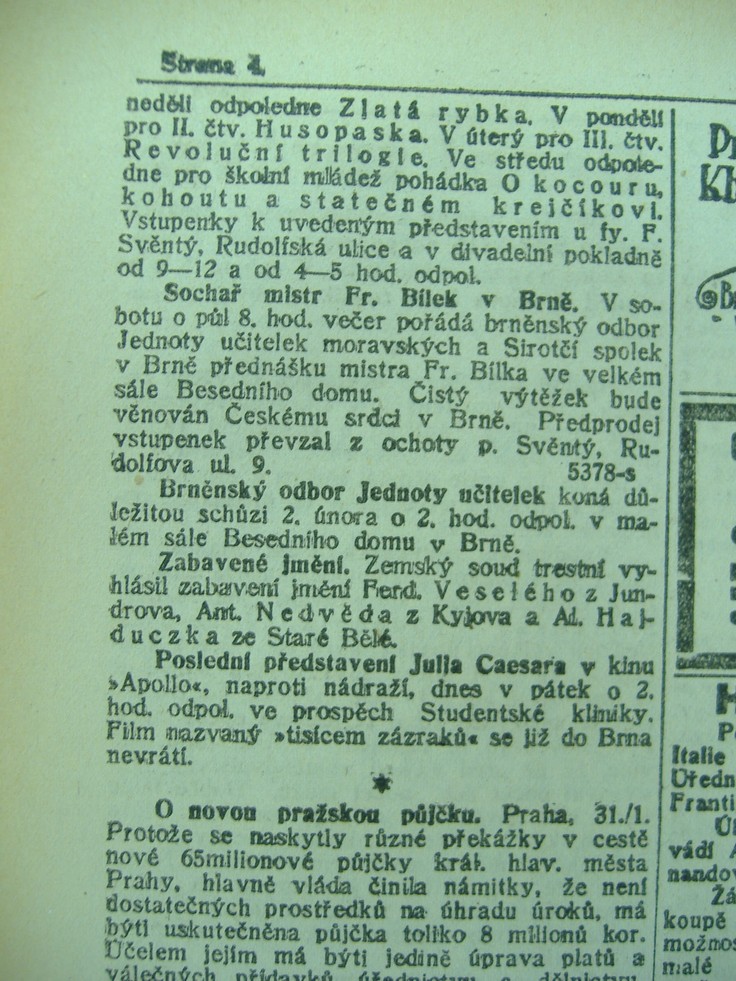 Strana 4.
neděli odpoledne Zlatá rybka. V pondělí
pro II. čtv. Husopaska. V úterý pro III. čtv.
Revoluční trilogie. Ve středu odpole-
dne pro školní mládež pohádka O kocouru,
kohoutu a statečném krejčíkovi.
Vstupenky k uvedeným představením u fy. F.
Svěntý, Rudolfská ulice a v divadelní pokladně
od 9—12 a od 4—5 hod. odpol.
Sochař mistr Fr. Bílek v Brně. V so-
botu o půl 8. hod. večer pořádá brněnský odbor
Jednoty učitelek moravských a Sirotčí spolek
v Brně přednášku mistra Fr. Bílka ve velkém
sále Besedního domu. Čistý výtěžek bude
věnován Českému srdci v Brně. Předprodej
vstupenek převzal z ochoty p. Svěntý, Ru-
dolfova ul. 9. 5378-s
Brněnský odbor Jednoty učitelek koná dů-
ležitou schůzi 2. února o 2. hod. odpol. v ma-
lém sále Besedního domu v Brně.
Zabavené jmění. Zemský soud trestní vy-
hlásil zabavení jmění Ferd. Veselého z Jun-
drova, Ant. Nedvěda z Kyjova a Al. Haj-
duczka ze Staré Bělé.
Poslední představení Julia Caesara v kinu
»Apollo«, naproti nádraží, dnes v pátek o 2.
hod. odpol. ve prospěch Studentské kliniky.
Film nazvaný »tisícem zázraků« se již do Brna
nevrátí.
*
O novou pražskou půjčku. Praha, 31./1.
Protože se naskytly různé překážky v cestě
nové 65milionové půjčky král. hlav. města
Prahy, hlavně vláda činila námitky, že není
dostatečných prostředků na úhradu úroků, má
býti uskutečněna půjčka toliko 8 milionů kor.
Účelem jejím má býti jedině úprava platů a
válečných přídavků úřednictvu a dělnictvu,
Italie
Úředn
Franti
vádí
nandov
koupě
možnos
malé